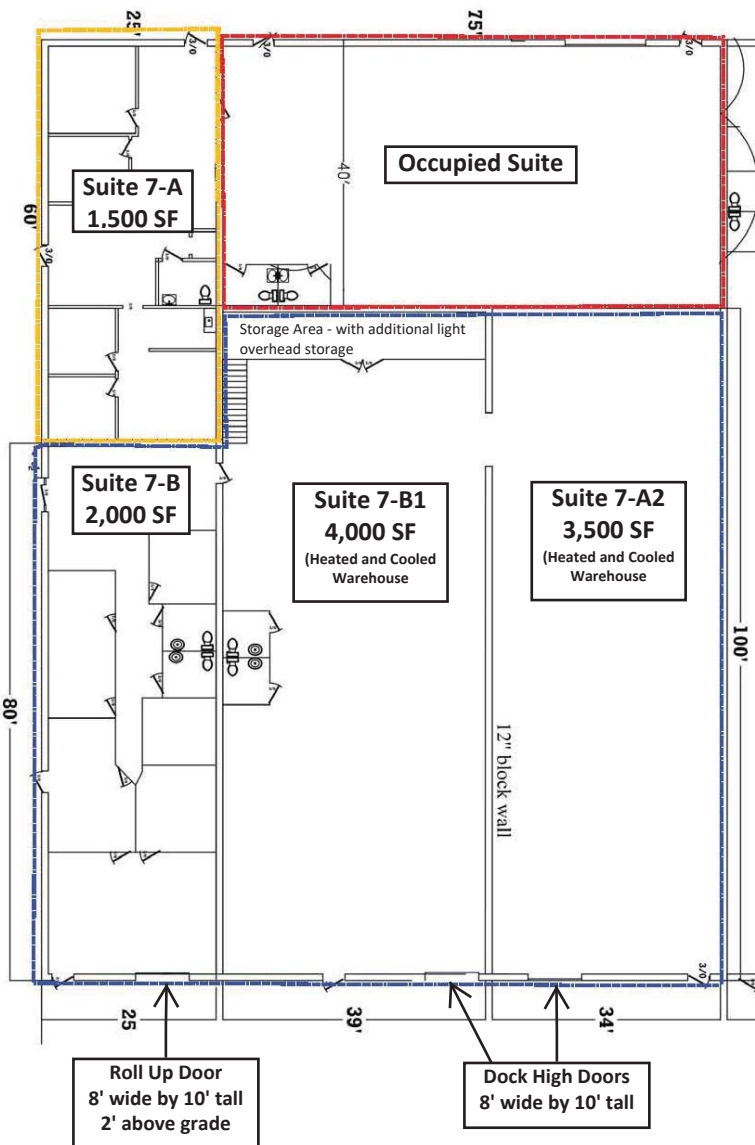 25'
75'
3/0
3/0
3/0
40'
Occupied Suite
Suite 7-A
1,500 SF
60'
3/0
Storage Area - with additional light
overhead storage
Suite 7-B
2,000 SF
Suite 7-B1
4,000 SF
(Heated and Cooled
Warehouse
Suite 7-A2
3,500 SF
(Heated and Cooled
Warehouse
100'
80'
12" block wall
3/0
25
39'
34'
Roll Up Door
8' wide by 10' tall
2' above grade
Dock High Doors
8' wide by 10' tall